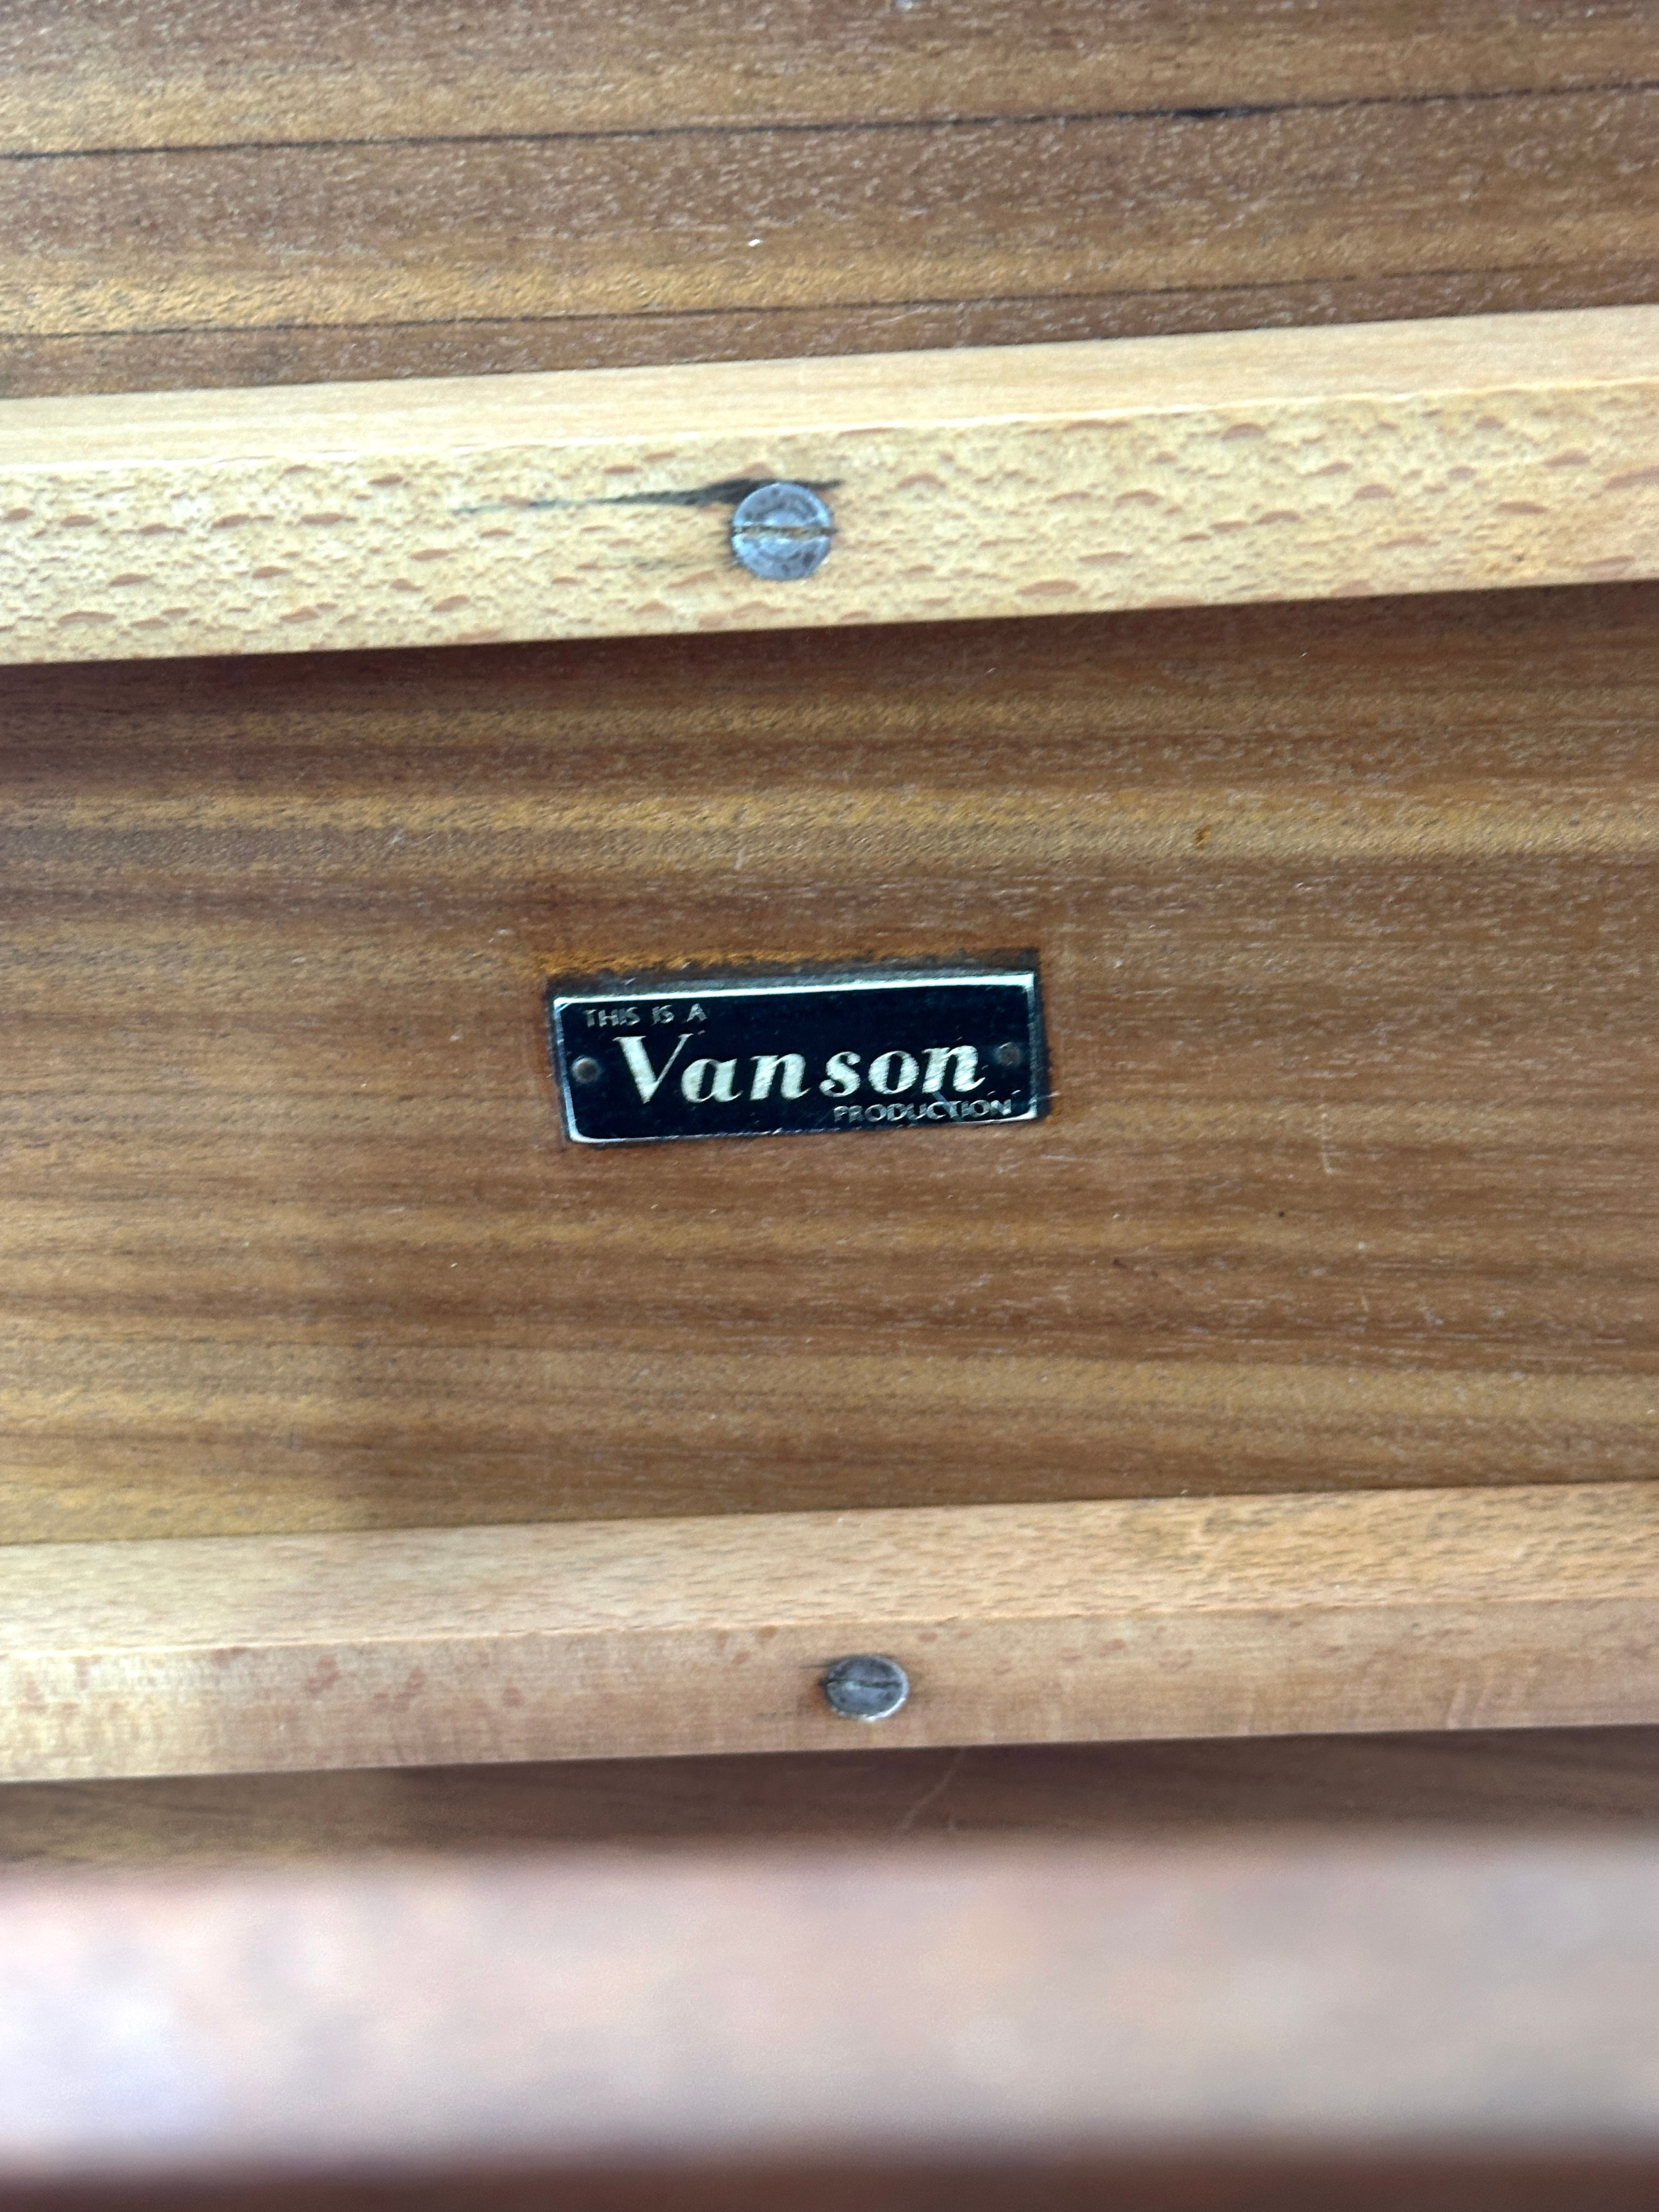 THIS IS A
Vanson
PRODUCTION